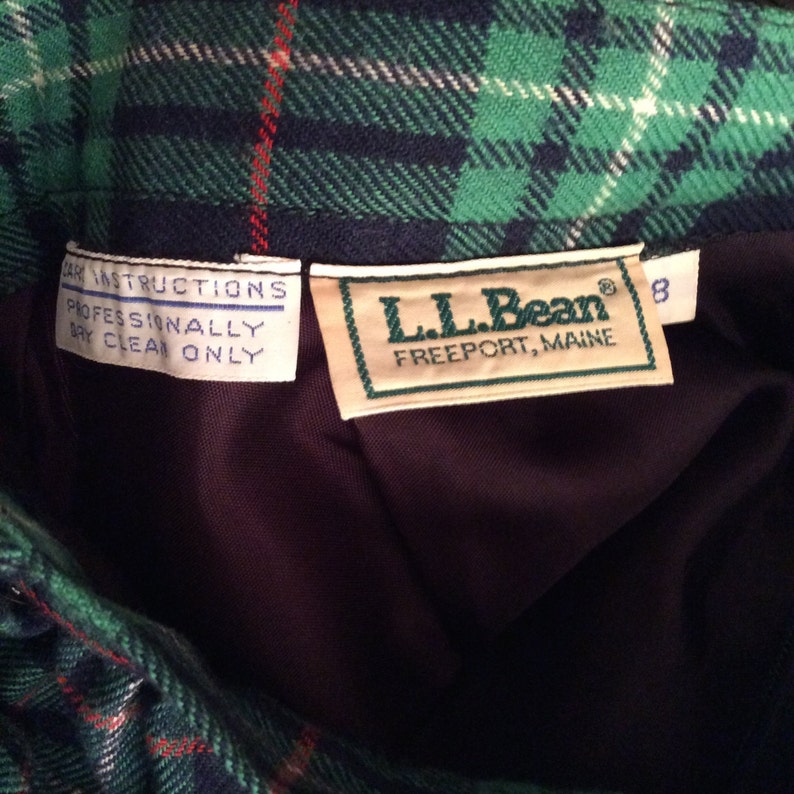 CARE INSTRUCTIONS
PROFESSIONALLY
DRY CLEAN ONLY
L.L.Bean®
FREEPORT, MAINE
8